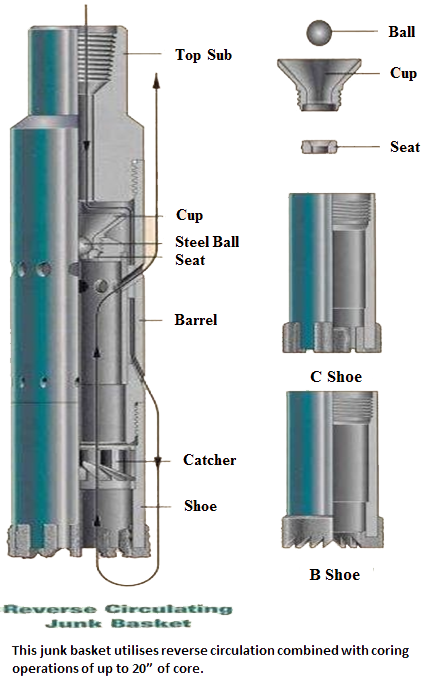 Top Sub
Cup
Steel Ball
Seat
Barrel
Catcher
Shoe
Ball
Cup
Seat
C Shoe
B Shoe
Reverse Circulating
Junk Basket
This junk basket utilises reverse circulation combined with coring
operations of up to 20” of core.